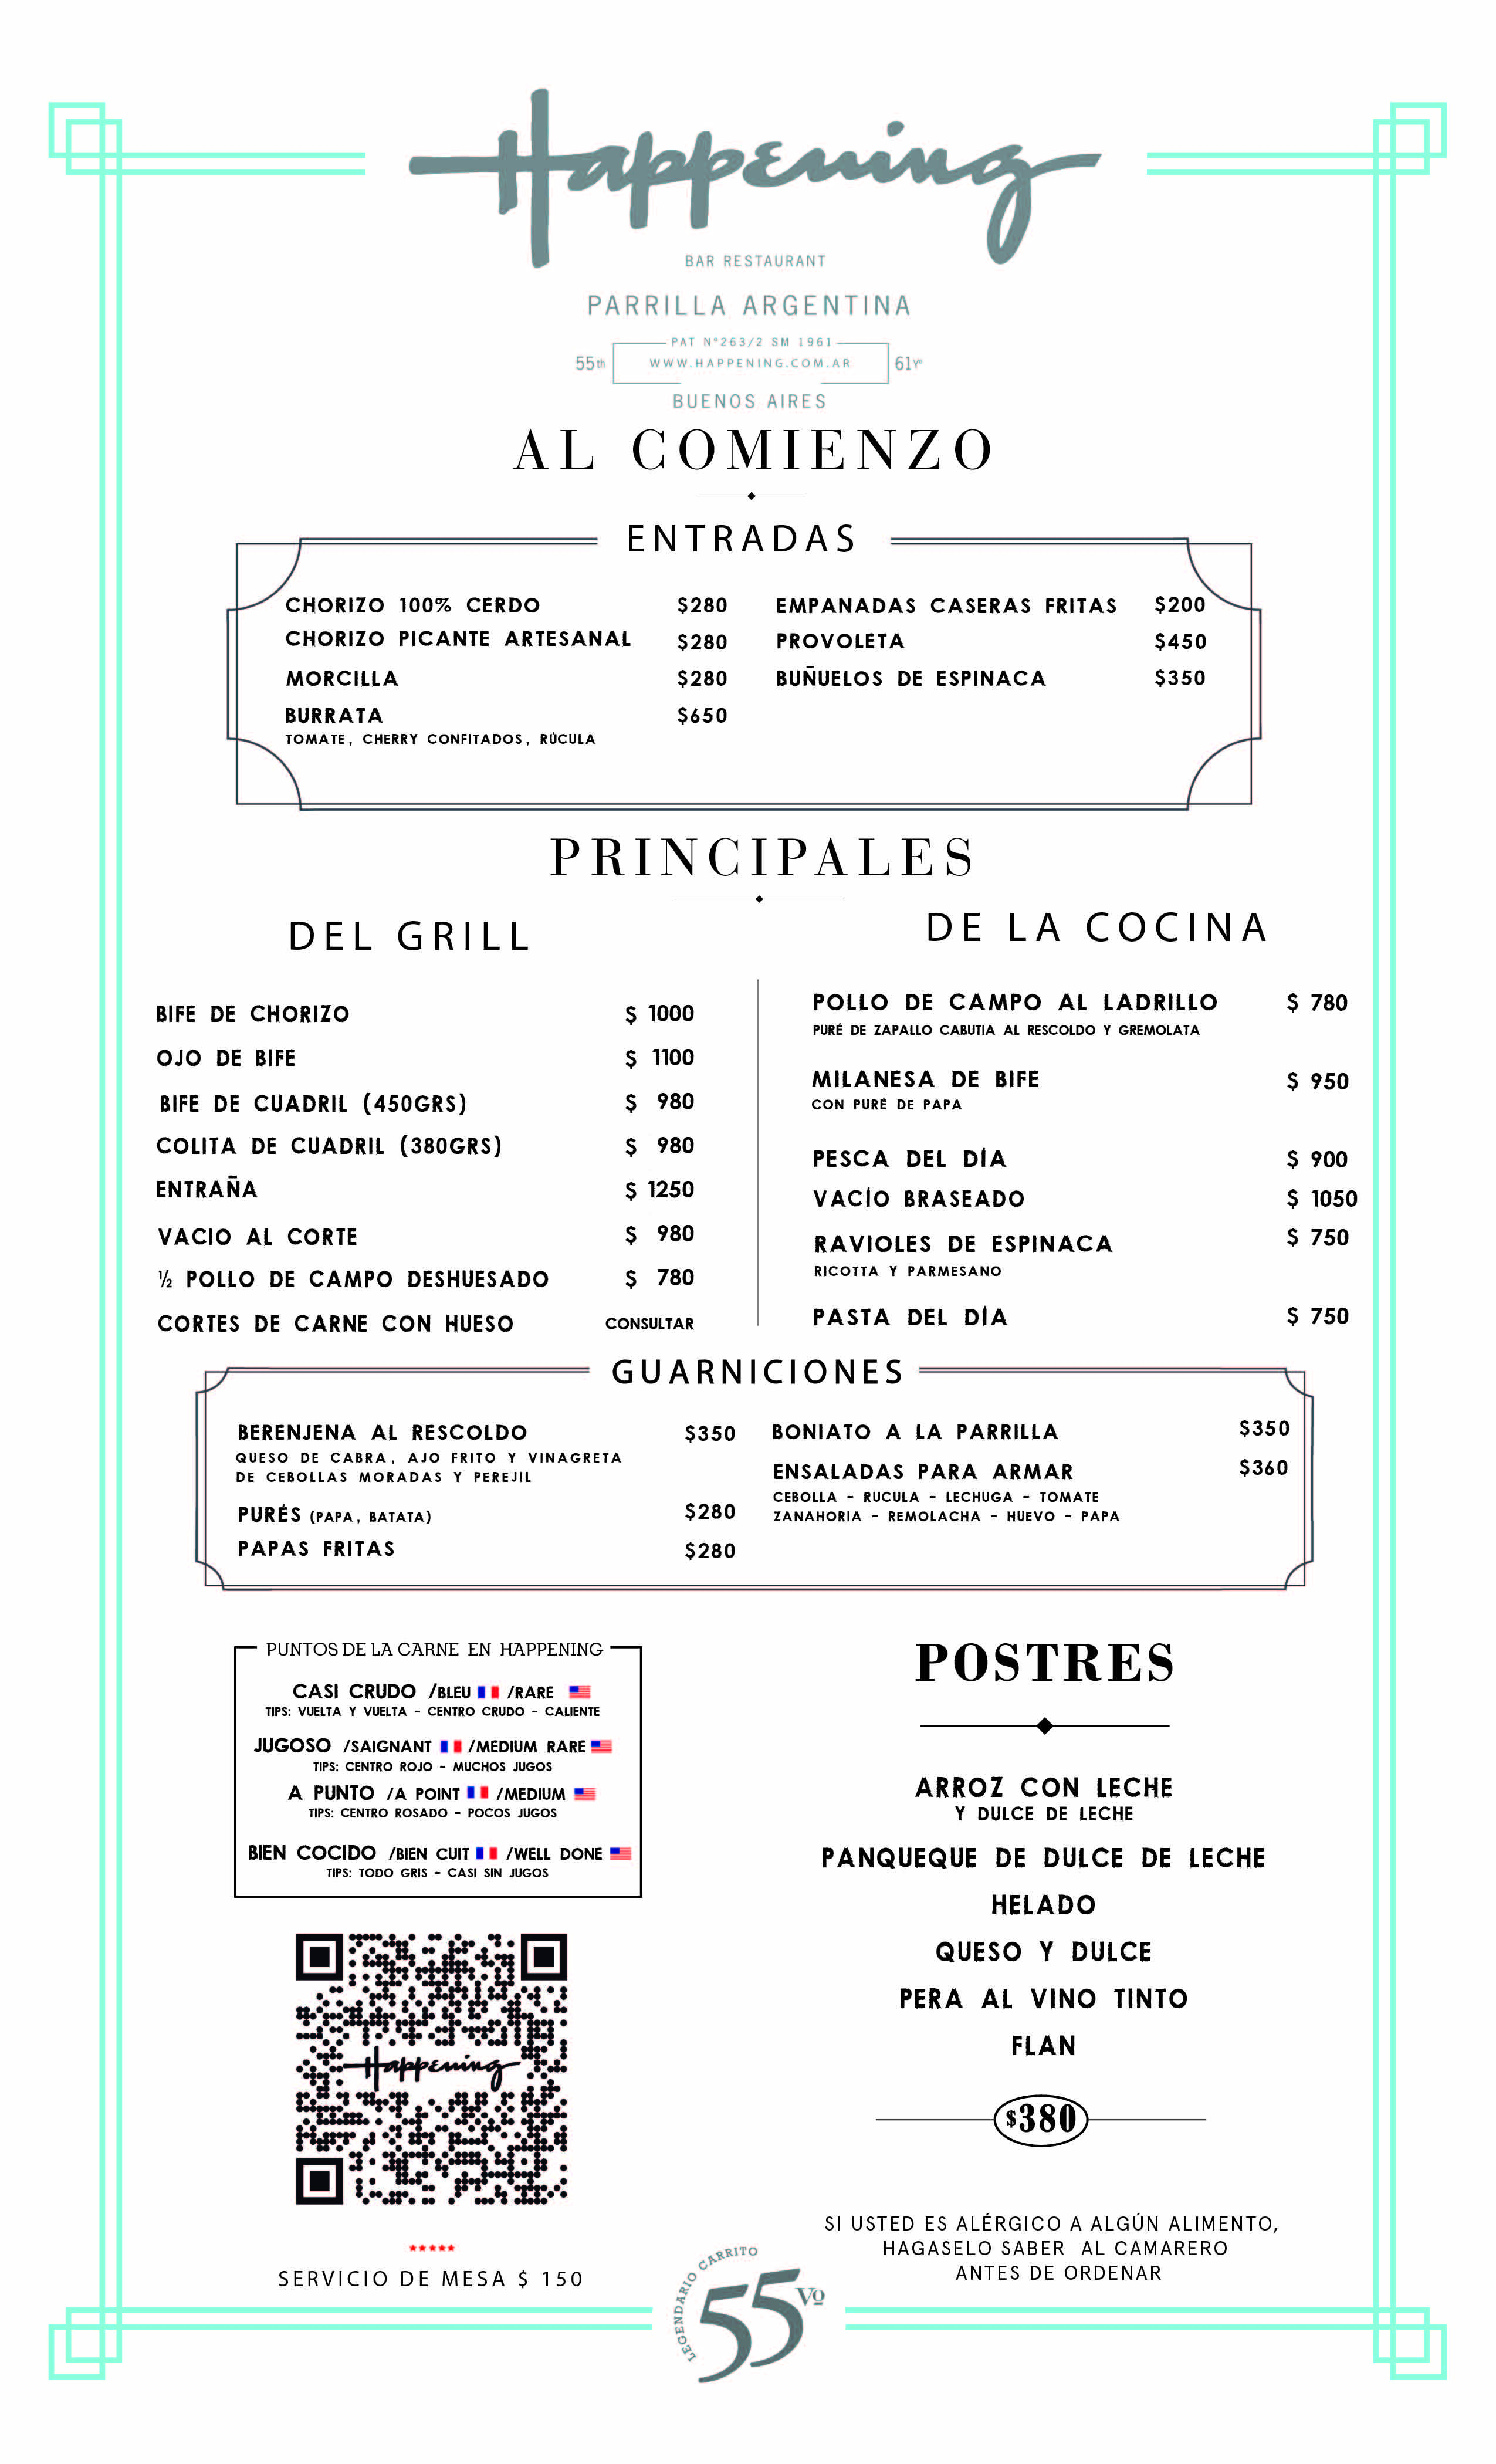 Happening
BAR RESTAURANT
PARRILLA ARGENTINA
PAT N°263/2 SM 1961
55th WWW.HAPPENING.COM.AR 61Yº
BUENOS AIRES
AL COMIENZO
ENTRADAS
CHORIZO 100% CERDO $280
CHORIZO PICANTE ARTESANAL $280
MORCILLA $280
BURRATA $650
TOMATE, CHERRY CONFITADOS, RÚCULA
EMPANADAS CASERAS FRITAS $200
PROVOLETA $450
BUÑUELOS DE ESPINACA $350
PRINCIPALES
DEL GRILL
BIFE DE CHORIZO $ 1000
OJO DE BIFE $ 1100
BIFE DE CUADRIL (450GRS) $ 980
COLITA DE CUADRIL (380GRS) $ 980
ENTRAÑA $ 1250
VACIO AL CORTE $ 980
½ POLLO DE CAMPO DESHUESADO $ 780
CORTES DE CARNE CON HUESO CONSULTAR
DE LA COCINA
POLLO DE CAMPO AL LADRILLO $ 780
PURÉ DE ZAPALLO CABUTIA AL RESCOLDO Y GREMOLATA
MILANESA DE BIFE $ 950
CON PURÉ DE PAPA
PESCA DEL DÍA $ 900
VACÍO BRASEADO $ 1050
RAVIOLES DE ESPINACA $ 750
RICOTTA Y PARMESANO
PASTA DEL DÍA $ 750
GUARNICIONES
BERENJENA AL RESCOLDO $350
QUESO DE CABRA, AJO FRITO Y VINAGRETA
DE CEBOLLAS MORADAS Y PEREJIL
PURÉS (PAPA, BATATA) $280
PAPAS FRITAS $280
BONIATO A LA PARRILLA $350
ENSALADAS PARA ARMAR $360
CEBOLLA - RUCULA - LECHUGA - TOMATE
ZANAHORIA - REMOLACHA - HUEVO - PAPA
PUNTOS DE LA CARNE EN HAPPENING
CASI CRUDO /BLEU /RARE
TIPS: VUELTA Y VUELTA - CENTRO CRUDO - CALIENTE
JUGOSO /SAIGNANT /MEDIUM RARE
TIPS: CENTRO ROJO - MUCHOS JUGOS
A PUNTO /A POINT /MEDIUM
TIPS: CENTRO ROSADO - POCOS JUGOS
BIEN COCIDO /BIEN CUIT /WELL DONE
TIPS: TODO GRIS - CASI SIN JUGOS
Happening
SERVICIO DE MESA $ 150
POSTRES
ARROZ CON LECHE
Y DULCE DE LECHE
PANQUEQUE DE DULCE DE LECHE
HELADO
QUESO Y DULCE
PERA AL VINO TINTO
FLAN
$380
SI USTED ES ALÉRGICO A ALGÚN ALIMENTO,
HAGASELO SABER AL CAMARERO
ANTES DE ORDENAR
LEGENDARIO CARRITO
55 Vº